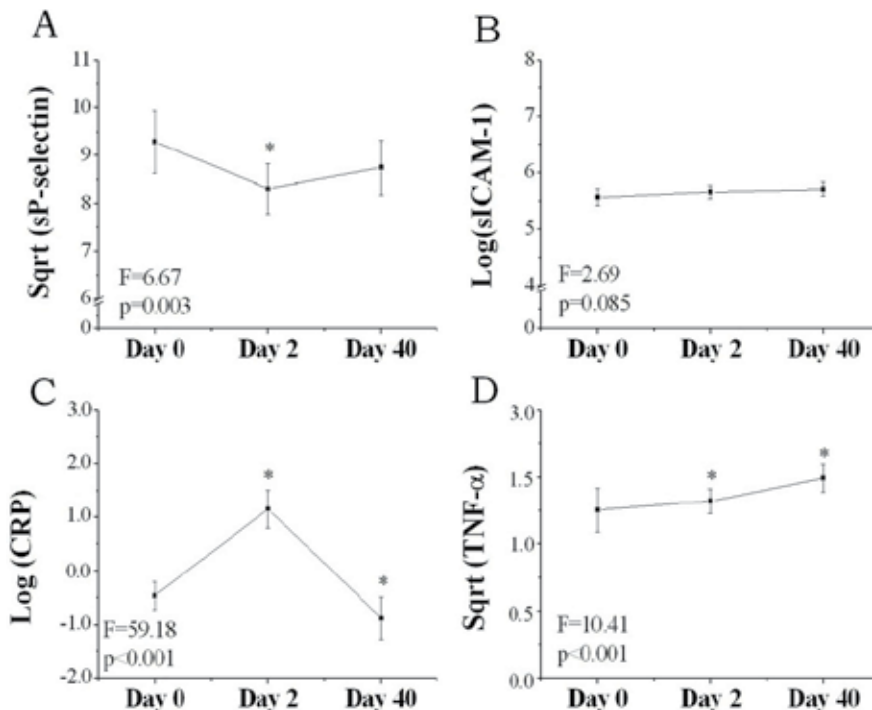 A
Sqrt (sP-selectin)
11
10
9
8
7
6
0
*
F=6.67
p=0.003
Day 0 Day 2 Day 40
B
Log(sICAM-1)
8
7
6
5
4
0
F=2.69
p=0.085
Day 0 Day 2 Day 40
C
Log (CRP)
3.0
2.0
1.0
0.0
-1.0
-2.0
*
*
F=59.18
p<0.001
Day 0 Day 2 Day 40
D
Sqrt (TNF-α)
3.0
1.5
1.0
0.5
0.0
*
*
F=10.41
p<0.001
Day 0 Day 2 Day 40